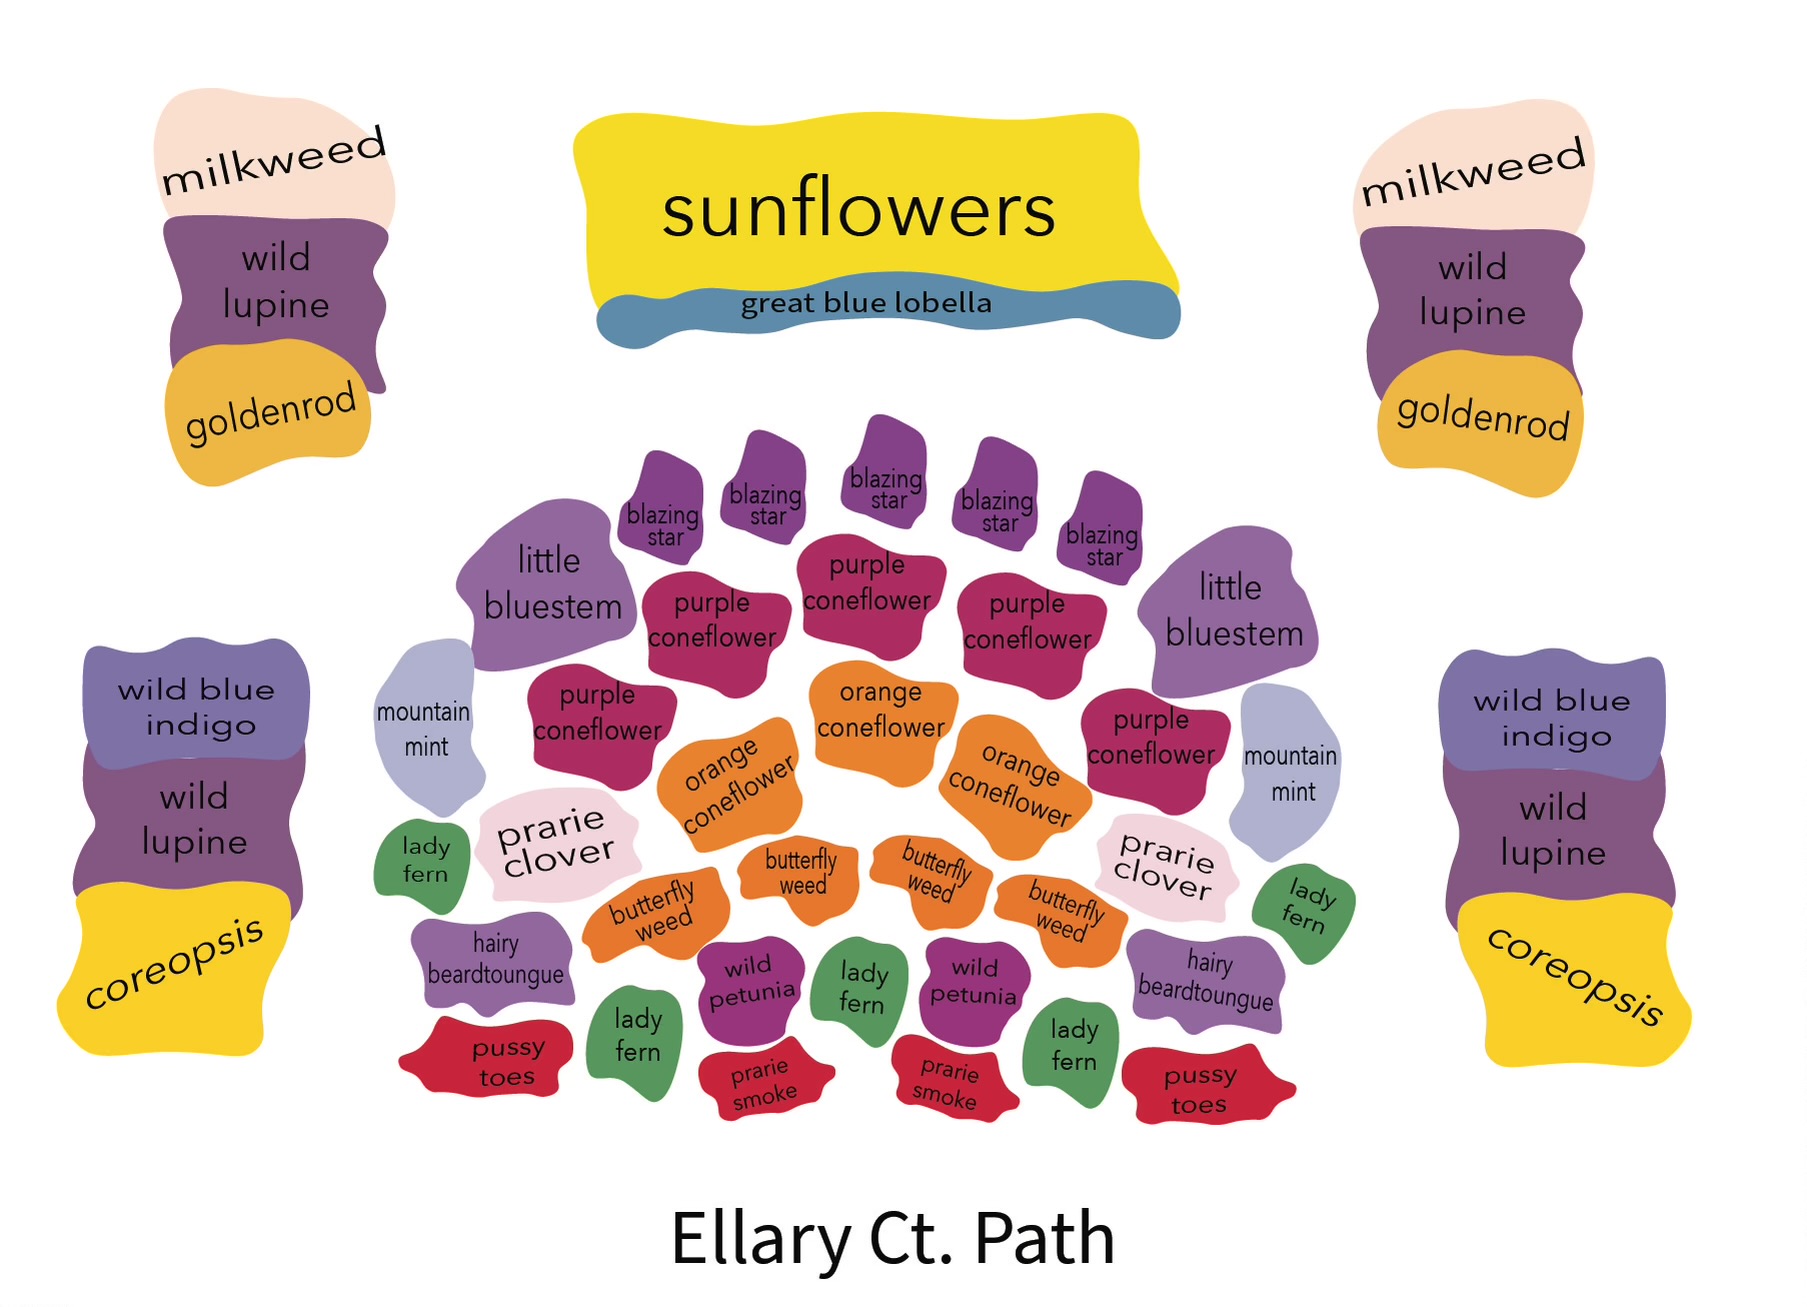 milkweed
wild
lupine
goldenrod
sunflowers
great blue lobella
milkweed
wild
lupine
goldenrod
blazing
star
blazing
star
blazing
star
blazing
star
blazing
star
little
bluestem
purple
coneflower
purple
coneflower
purple
coneflower
little
bluestem
wild blue
indigo
wild
lupine
coreopsis
mountain
mint
purple
coneflower
orange
coneflower
orange
coneflower
orange
coneflower
purple
coneflower
mountain
mint
wild blue
indigo
wild
lupine
coreopsis
lady
fern
prarie
clover
butterfly
weed
butterfly
weed
butterfly
weed
butterfly
weed
prarie
clover
lady
fern
hairy
beardtoungue
wild
petunia
lady
fern
wild
petunia
hairy
beardtoungue
pussy
toes
lady
fern
prarie
smoke
prarie
smoke
lady
fern
pussy
toes
Ellary Ct. Path